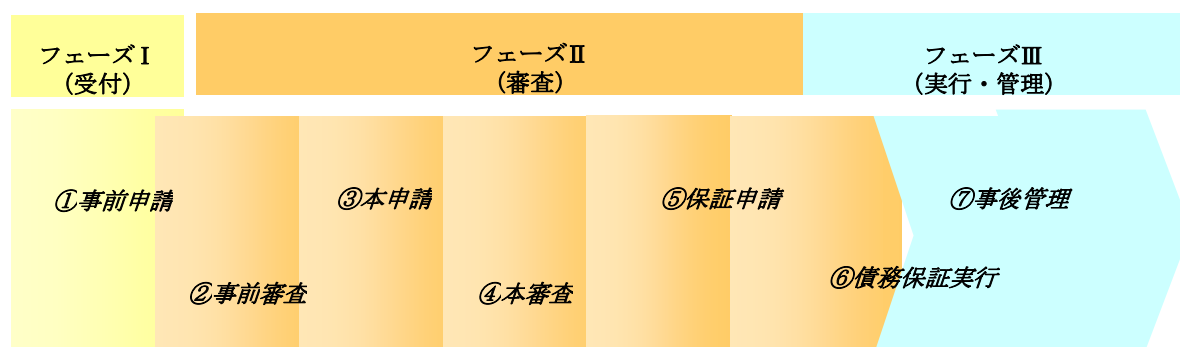 フェーズⅠ
(受付)
フェーズⅡ
(審査)
フェーズⅢ
(実行・管理)
①事前申請
②事前審査
③本申請
④本審査
⑤保証申請
⑥債務保証実行
⑦事後管理